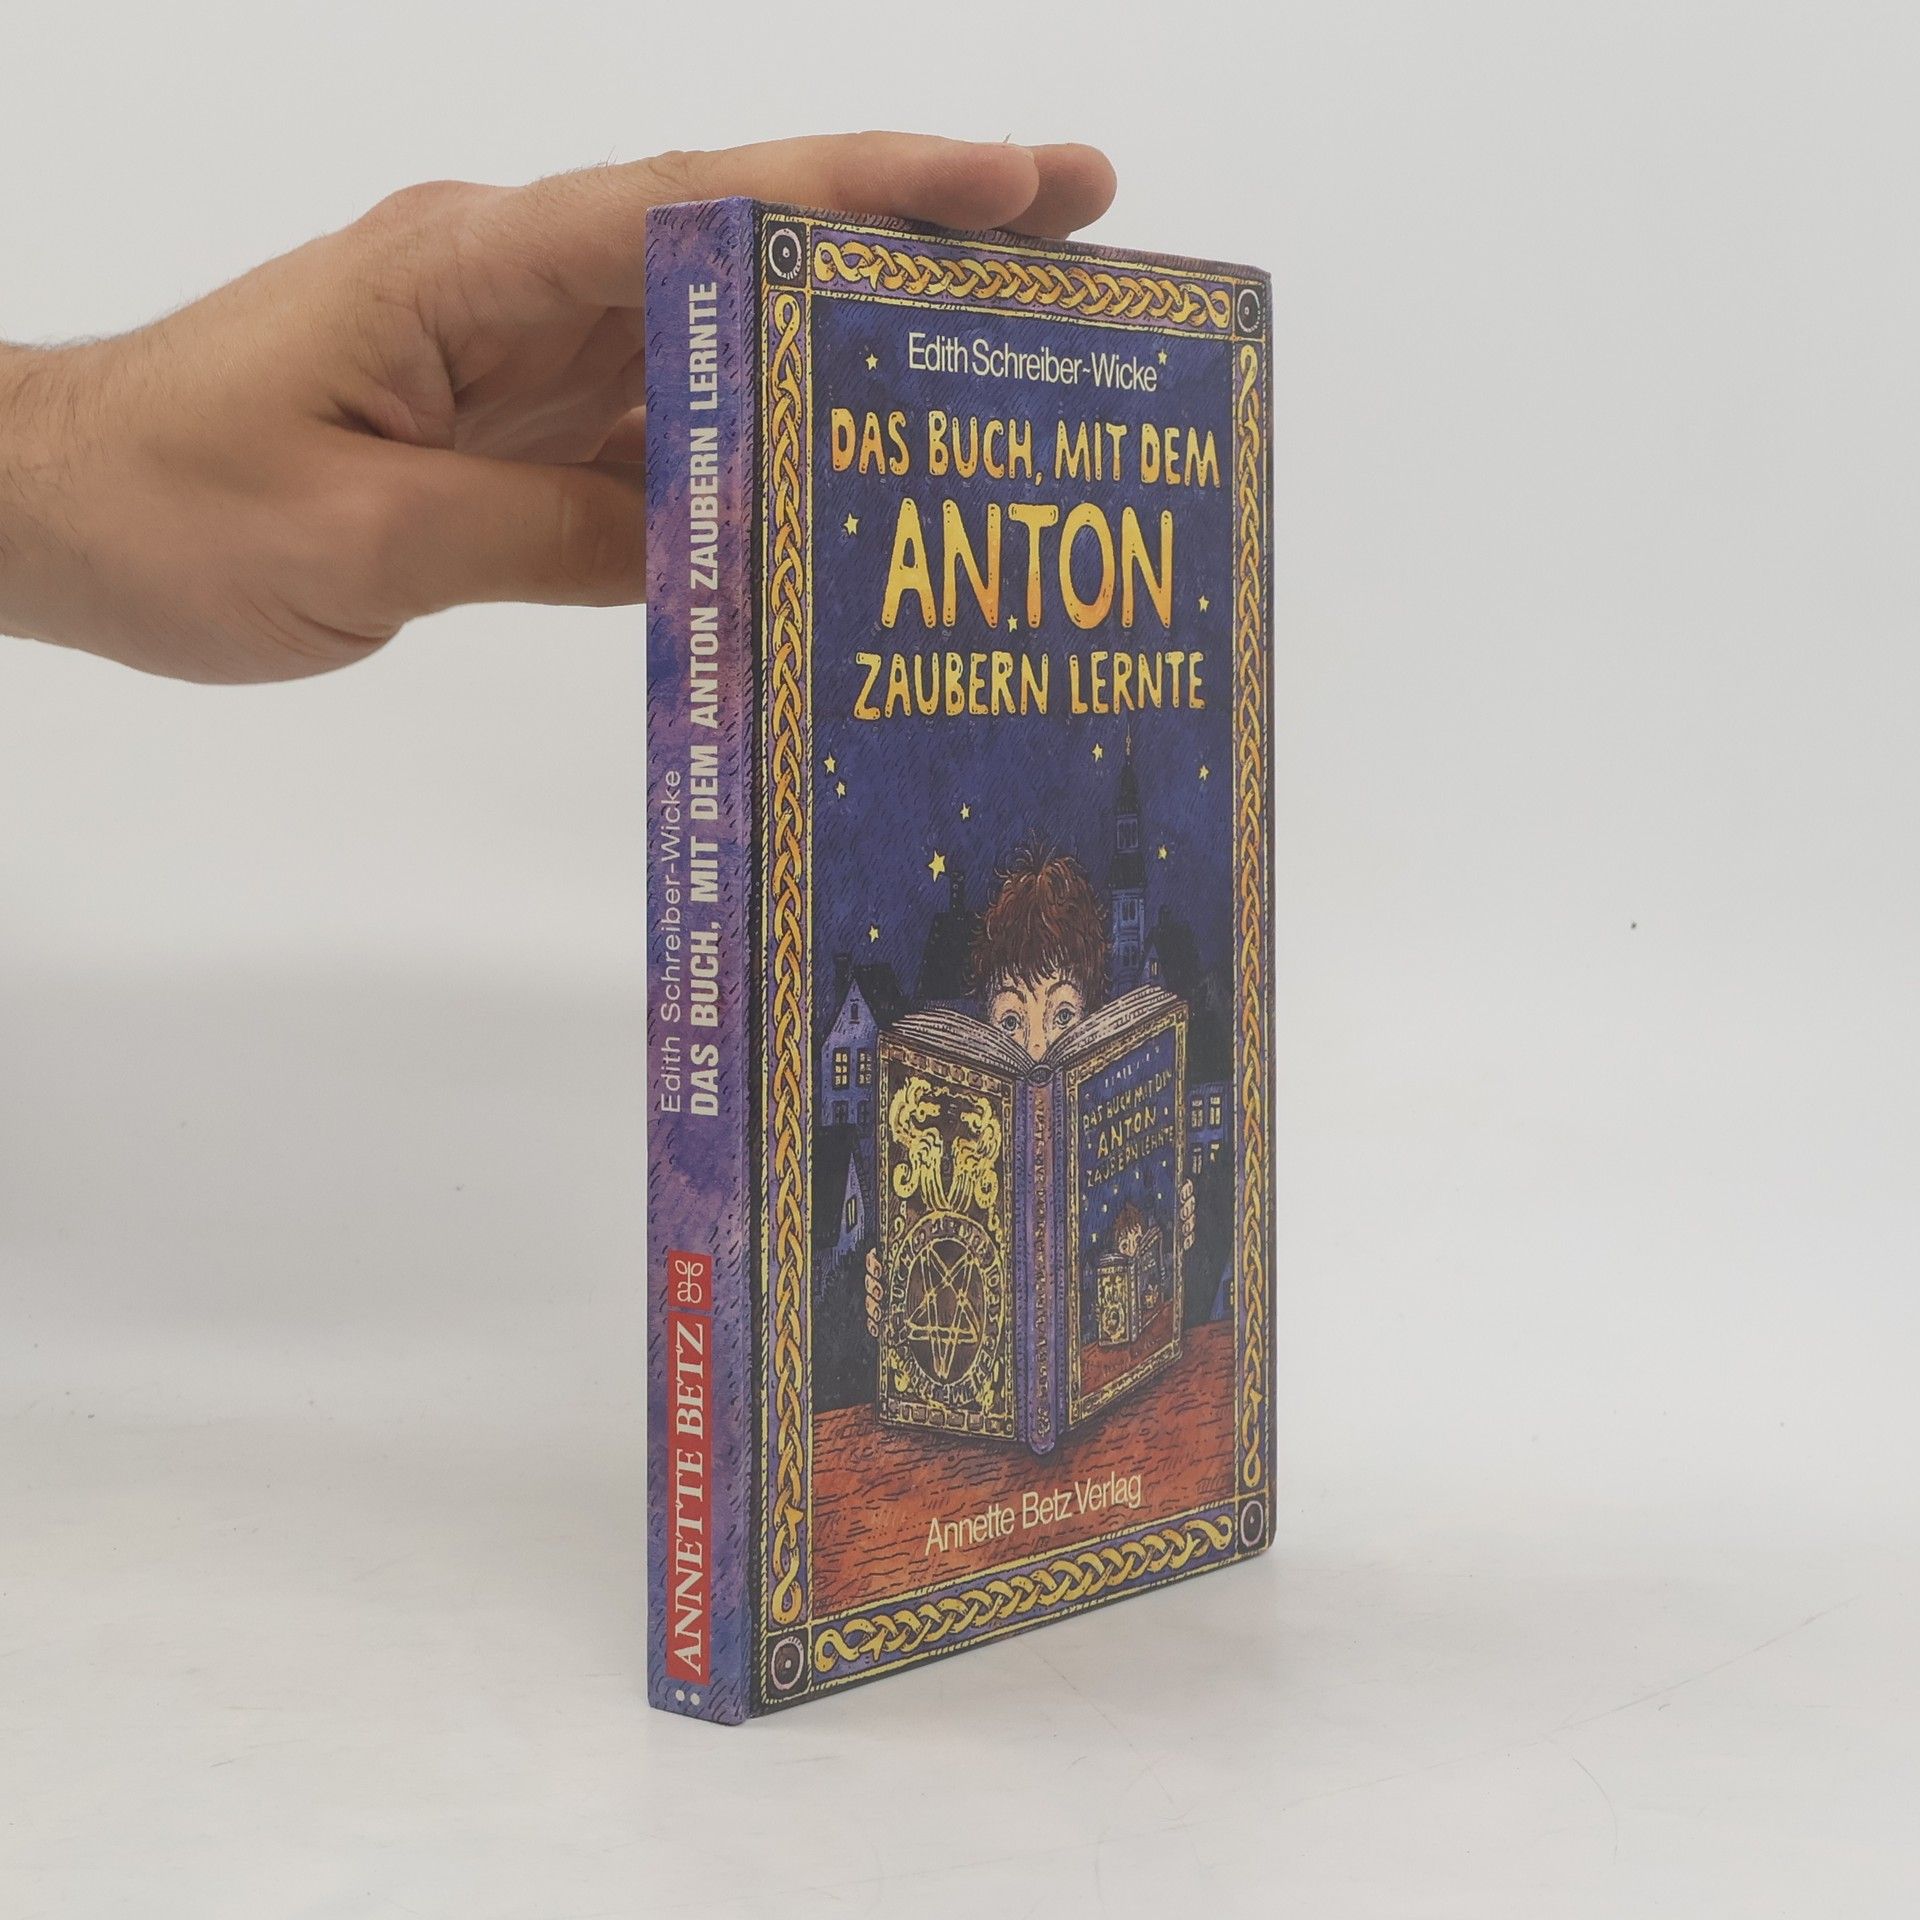 Edith Schreiber-Wicke
DAS BUCH, MIT DEM ANTON ZAUBERN LERNTE
ANNETTE BETZ
Edith Schreiber-Wicke
DAS BUCH, MIT DEM
ANTON
ZAUBERN LERNTE
DAS BUCH MIT DEM
ANTON
ZAUBERN LERNTE
Annette Betz Verlag